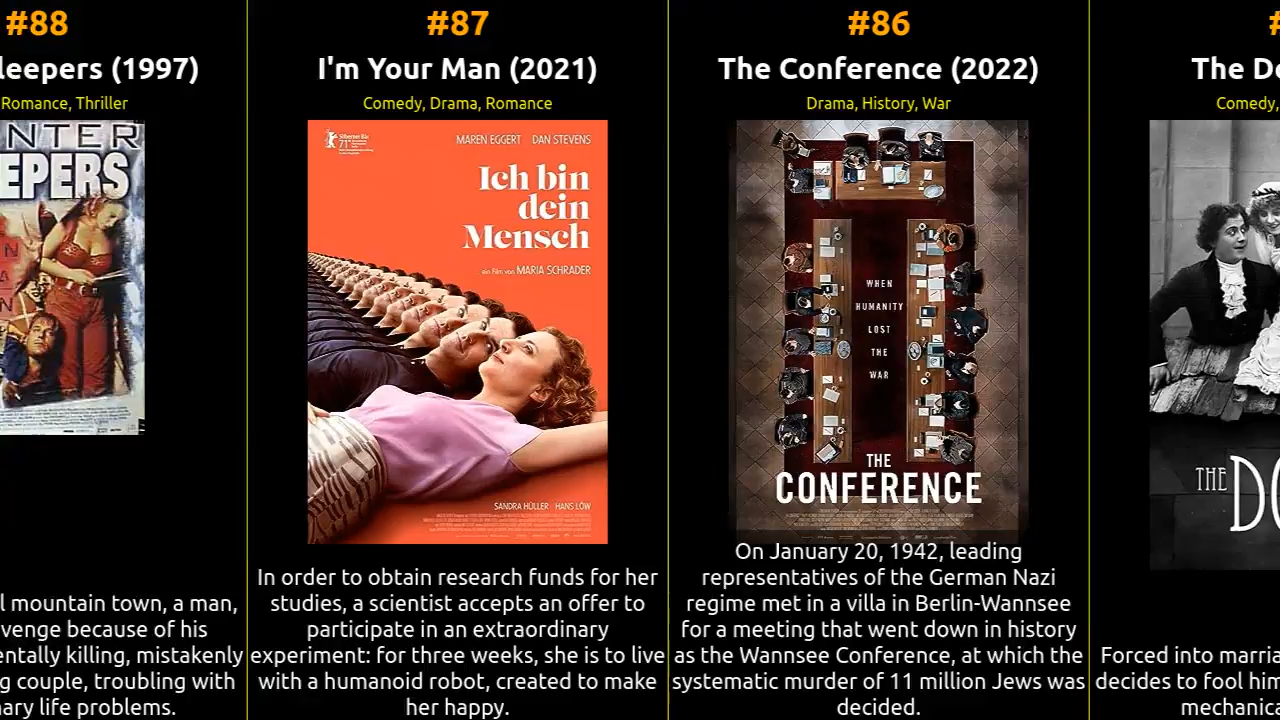 #88
leepers (1997)
Romance, Thriller
NTER
EPERS
l mountain town, a man,
venge because of his
entally killing, mistakenly
g couple, troubling with
ary life problems.
#87
I'm Your Man (2021)
Comedy, Drama, Romance
MAREN EGGERT DAN STEVENS
Ich bin
dein
Mensch
ein Film von MARIA SCHRADER
SANDRA HÜLLER HANS LÖW
In order to obtain research funds for her
studies, a scientist accepts an offer to
participate in an extraordinary
experiment: for three weeks, she is to live
with a humanoid robot, created to make
her happy.
#86
The Conference (2022)
Drama, History, War
WHEN
HUMANITY
LOST
THE
WAR
THE
CONFERENCE
On January 20, 1942, leading
representatives of the German Nazi
regime met in a villa in Berlin-Wannsee
for a meeting that went down in history
as the Wannsee Conference, at which the
systematic murder of 11 million Jews was
decided.
#
The Do
Comedy,
THE DO
Forced into marria
decides to fool him
mechanica